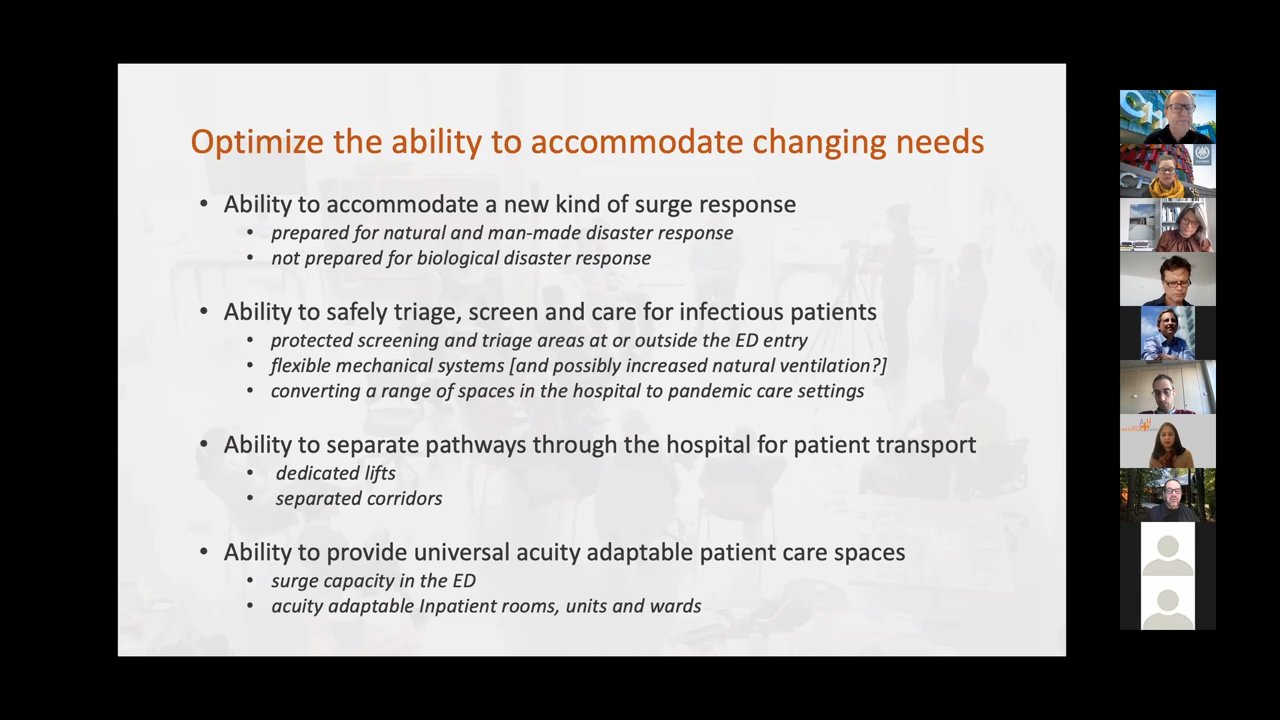 Optimize the ability to accommodate changing needs
• Ability to accommodate a new kind of surge response
• prepared for natural and man-made disaster response
• not prepared for biological disaster response
• Ability to safely triage, screen and care for infectious patients
• protected screening and triage areas at or outside the ED entry
• flexible mechanical systems [and possibly increased natural ventilation?]
• converting a range of spaces in the hospital to pandemic care settings
• Ability to separate pathways through the hospital for patient transport
• dedicated lifts
• separated corridors
• Ability to provide universal acuity adaptable patient care spaces
• surge capacity in the ED
• acuity adaptable Inpatient rooms, units and wards